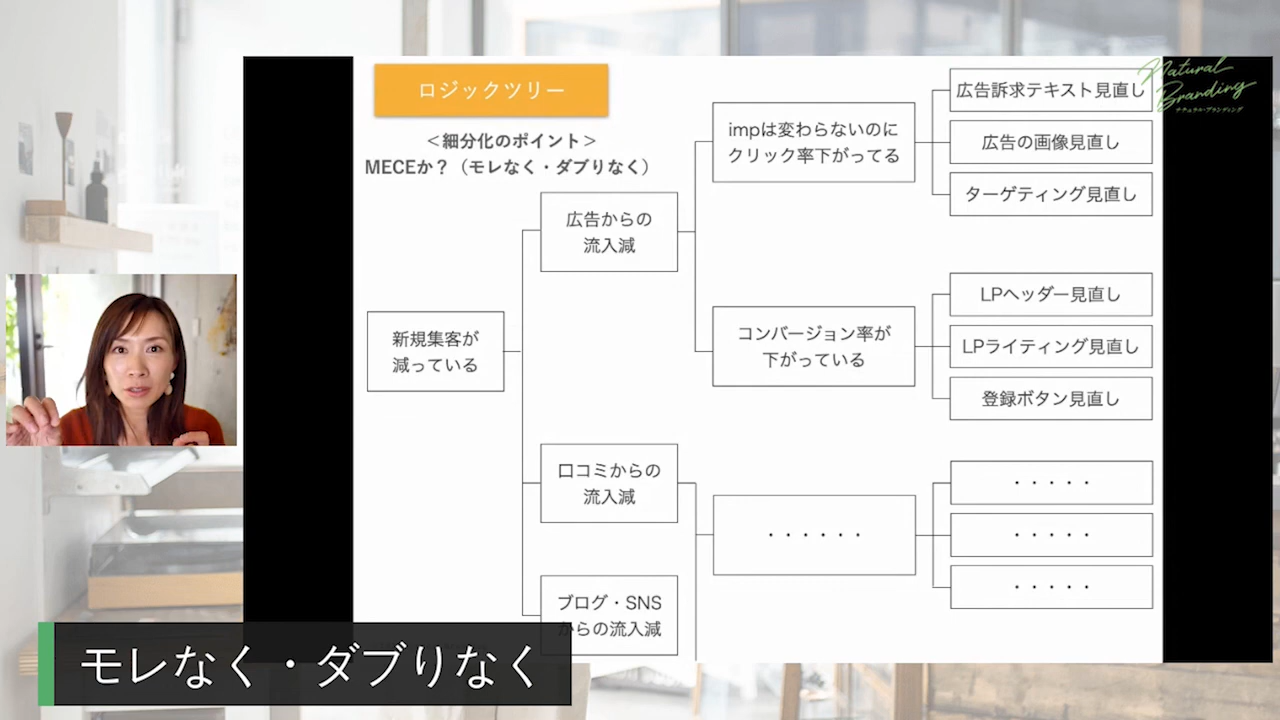 ロジックツリー
＜細分化のポイント＞
MECEか？（モレなく・ダブりなく）
新規集客が
減っている
広告からの
流入減
口コミからの
流入減
ブログ・SNS
からの流入減
impは変わらないのに
クリック率下がってる
コンバージョン率が
下がっている
・・・・・・
広告訴求テキスト見直し
広告の画像見直し
ターゲティング見直し
LPヘッダー見直し
LPライティング見直し
登録ボタン見直し
・・・・・
・・・・・
・・・・・
Natural
Branding
ナチュラル・ブランディング
モレなく・ダブりなく